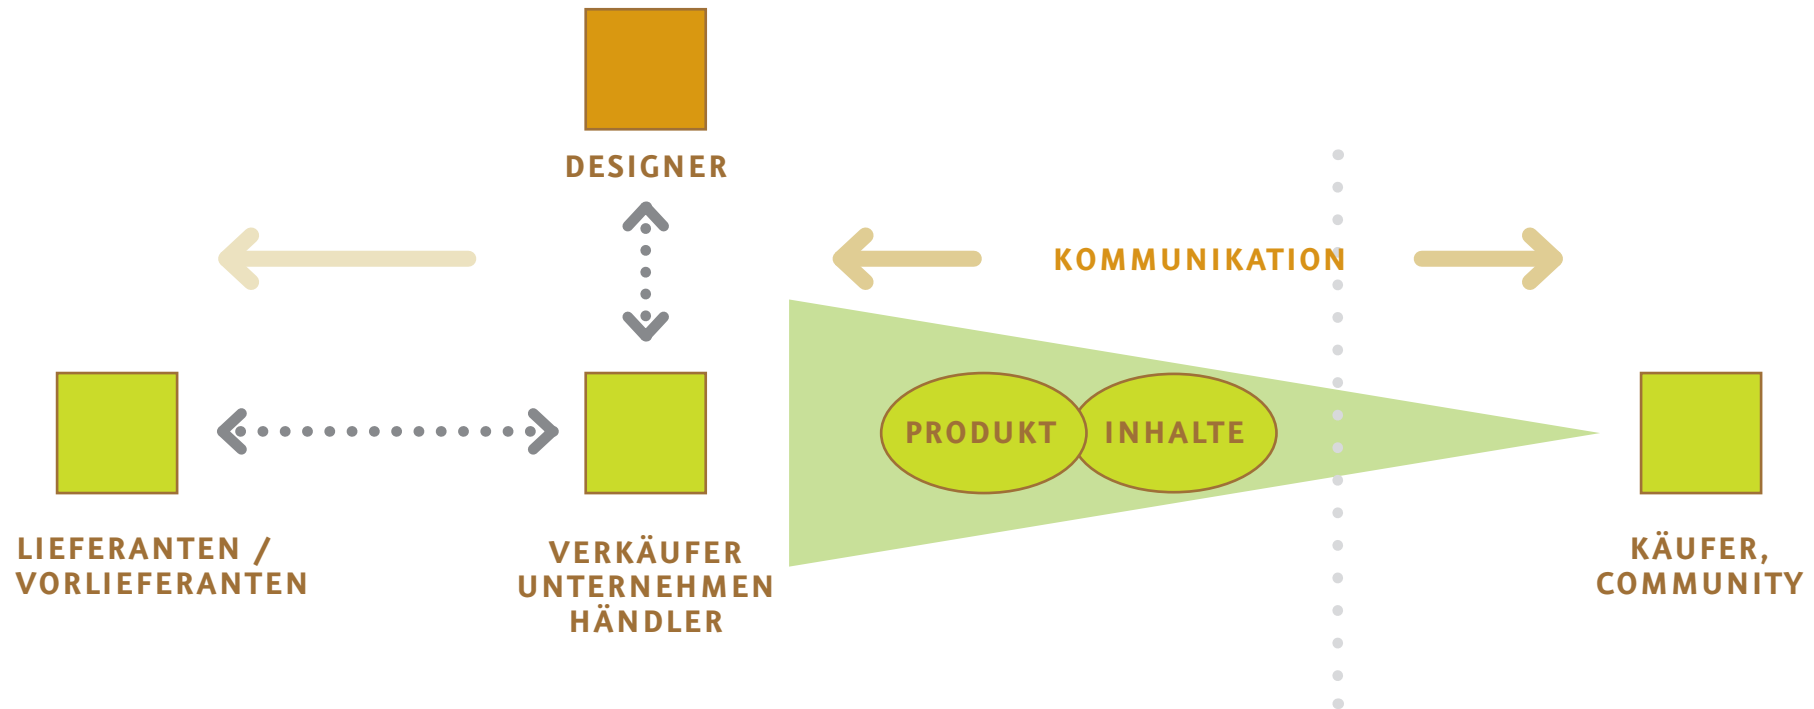 DESIGNER
KOMMUNIKATION
PRODUKT
INHALTE
LIEFERANTEN /
VORLIEFERANTEN
VERKÄUFER
UNTERNEHMEN
HÄNDLER
KÄUFER,
COMMUNITY